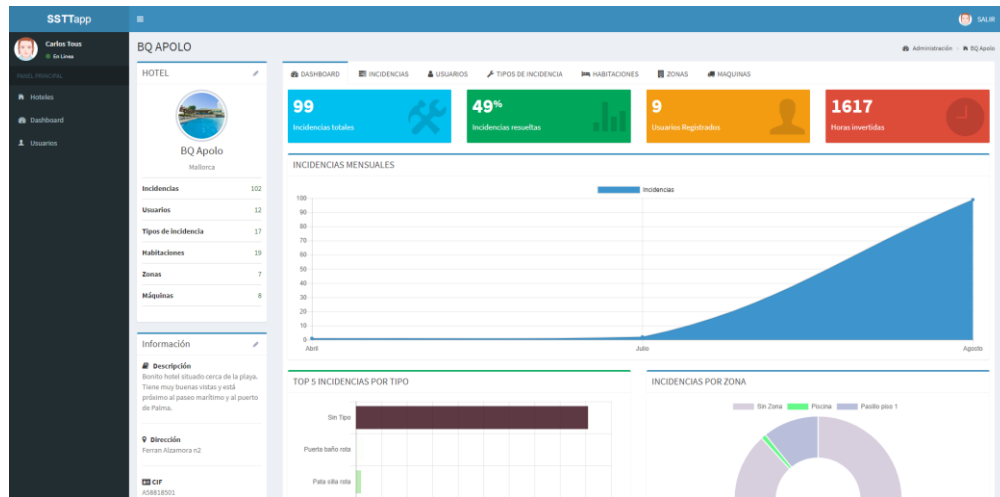 SSTTapp
SALIR
Carlos Tous
En Linea
PANEL PRINCIPAL
Hoteles
Dashboard
Usuarios
BQ APOLO
Administración
BQ Apolo
HOTEL
BQ Apolo
Mallorca
Incidencias 102
Usuarios 12
Tipos de incidencia 17
Habitaciones 19
Zonas 7
Máquinas 8
Información
Descripción
Bonito hotel situado cerca de la playa.
Tiene muy buenas vistas y está
próximo al paseo marítimo y al puerto
de Palma.
Dirección
Ferran Alzamora n2
CIF
A58818501
DASHBOARD INCIDENCIAS USUARIOS TIPOS DE INCIDENCIA HABITACIONES ZONAS MAQUINAS
99
Incidencias totales
49%
Incidencias resueltas
9
Usuarios Registrados
1617
Horas invertidas
INCIDENCIAS MENSUALES
Incidencias
100
90
80
70
60
50
40
30
20
10
0
Abril Julio Agosto
TOP 5 INCIDENCIAS POR TIPO
Sin Tipo
Puerta baño rota
Pata silla rota
INCIDENCIAS POR ZONA
Sin Zona Piscina Pasillo piso 1